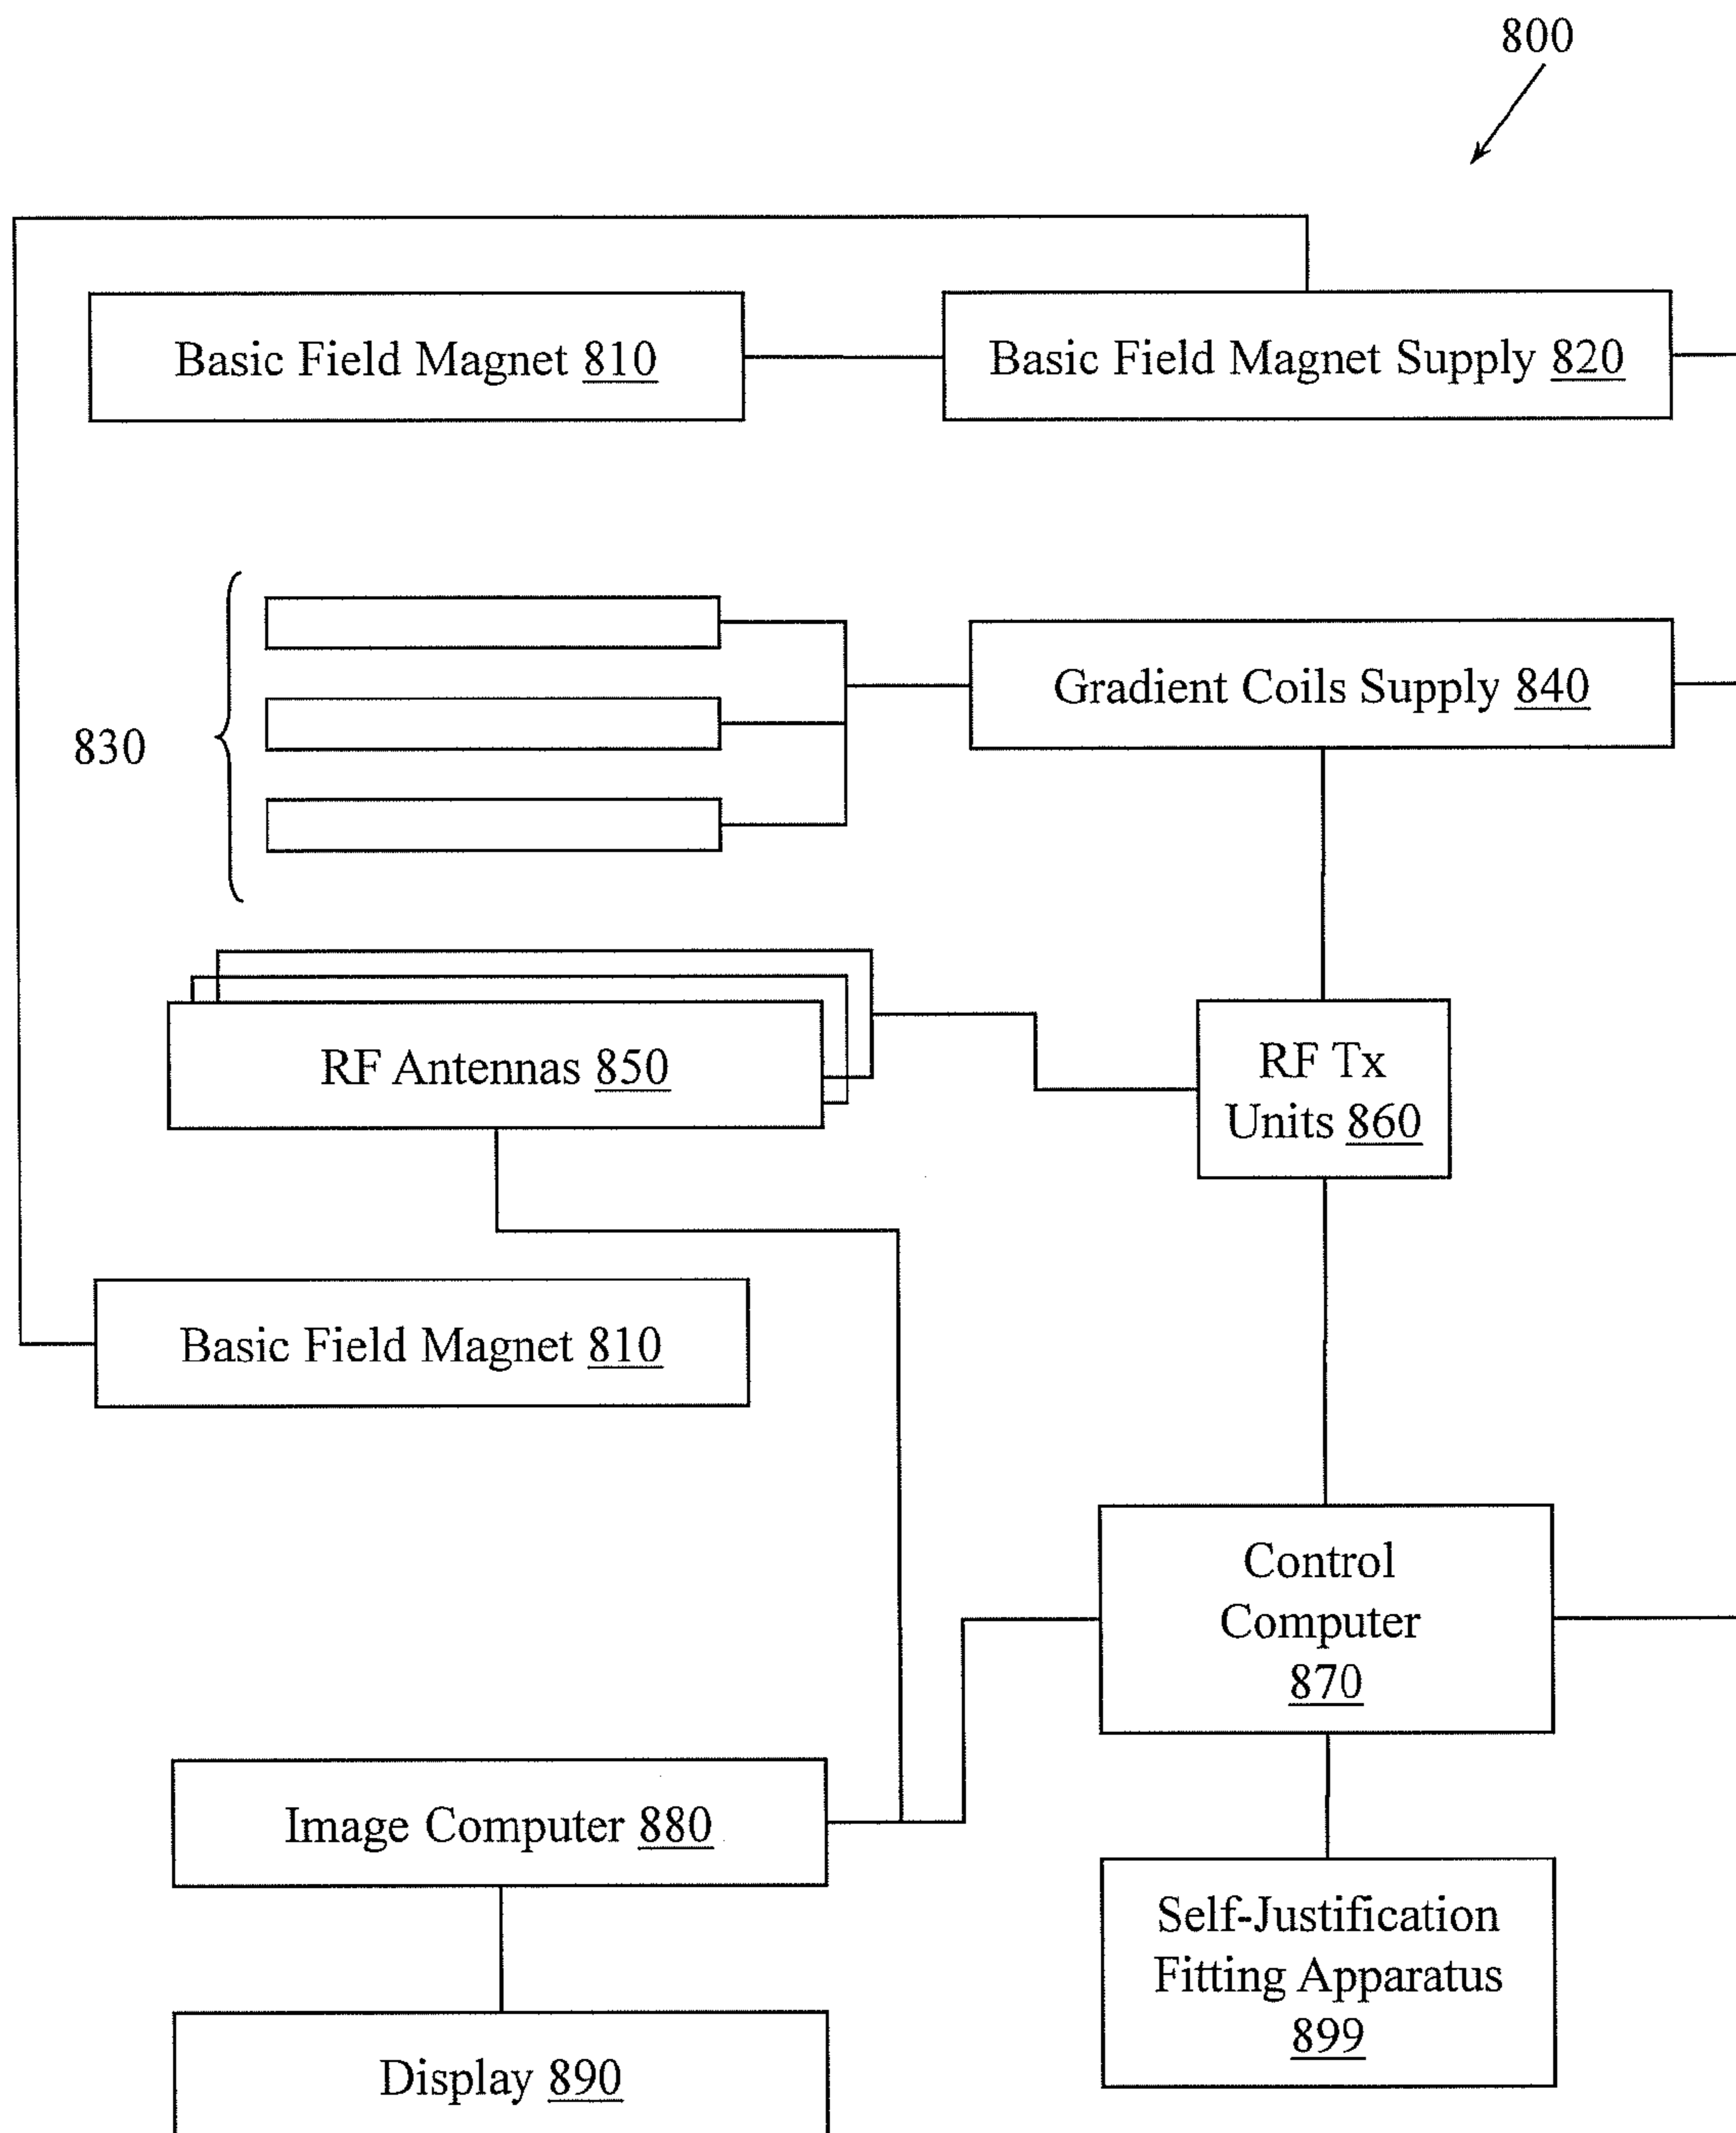 800
Basic Field Magnet 810
Basic Field Magnet Supply 820
830
Gradient Coils Supply 840
RF Antennas 850
RF Tx
Units 860
Basic Field Magnet 810
Control
Computer
870
Image Computer 880
Self-Justification
Fitting Apparatus
899
Display 890